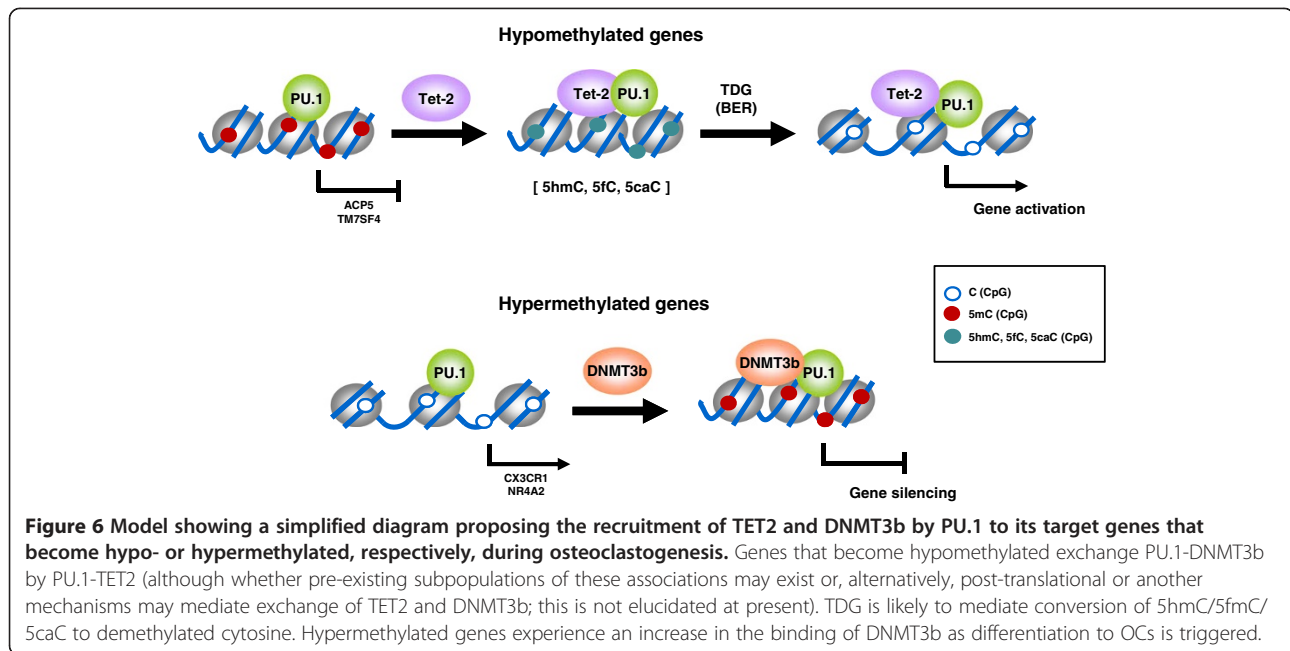 Hypomethylated genes
PU.1
Tet-2
Tet-2 PU.1
TDG
(BER)
Tet-2
PU.1
ACP5
TM7SF4
[ 5hmC, 5fC, 5caC ]
Gene activation
C (CpG)
5mC (CpG)
5hmC, 5fC, 5caC (CpG)
Hypermethylated genes
PU.1
DNMT3b
DNMT3b
PU.1
CX3CR1
NR4A2
Gene silencing
Figure 6 Model showing a simplified diagram proposing the recruitment of TET2 and DNMT3b by PU.1 to its target genes that
become hypo- or hypermethylated, respectively, during osteoclastogenesis. Genes that become hypomethylated exchange PU.1-DNMT3b
by PU.1-TET2 (although whether pre-existing subpopulations of these associations may exist or, alternatively, post-translational or another
mechanisms may mediate exchange of TET2 and DNMT3b; this is not elucidated at present). TDG is likely to mediate conversion of 5hmC/5fmC/
5caC to demethylated cytosine. Hypermethylated genes experience an increase in the binding of DNMT3b as differentiation to OCs is triggered.